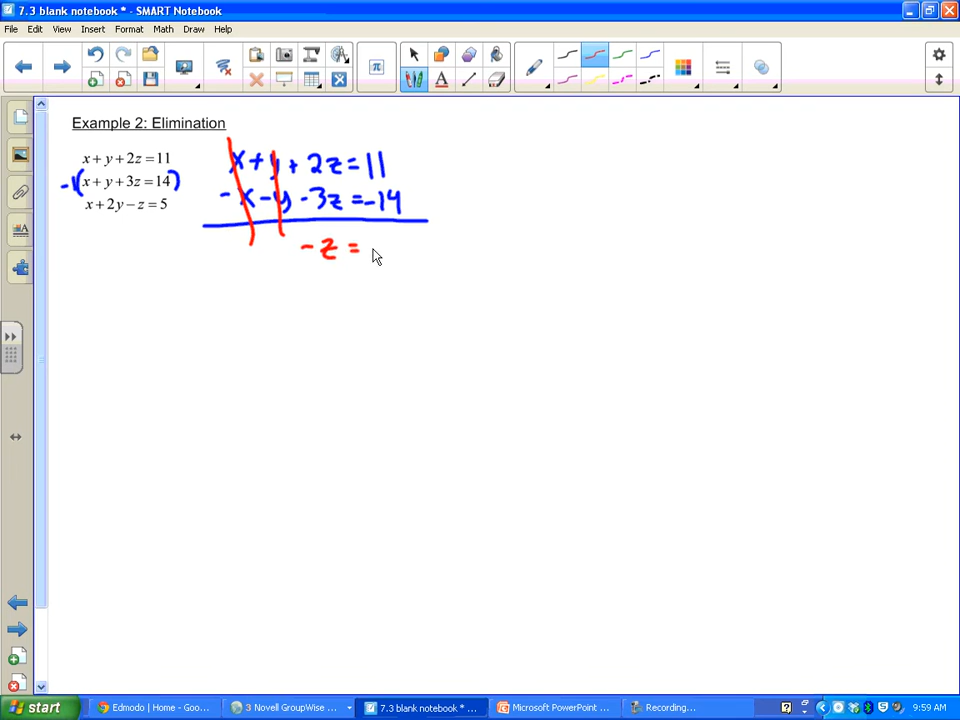 7.3 blank notebook * - SMART Notebook
File Edit View Insert Format Math Draw Help
Example 2: Elimination
x + y + 2z = 11
-1(x + y + 3z = 14)
x + 2y − z = 5
x + y + 2z = 11
- x - y - 3z = -14
- z =
start
Edmodo | Home - Goo...
3 Novell GroupWise ...
7.3 blank notebook * ...
Microsoft PowerPoint ...
Recording...
9:59 AM